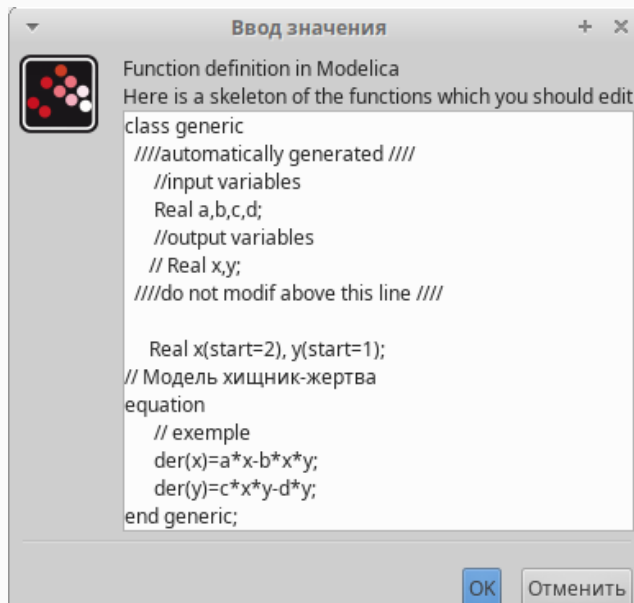 Ввод значения
Function definition in Modelica
Here is a skeleton of the functions which you should edit
class generic
////automatically generated ////
//input variables
Real a,b,c,d;
//output variables
// Real x,y;
////do not modif above this line ////
Real x(start=2), y(start=1);
// Модель хищник-жертва
equation
// exemple
der(x)=a*x-b*x*y;
der(y)=c*x*y-d*y;
end generic;
OK
Отменить